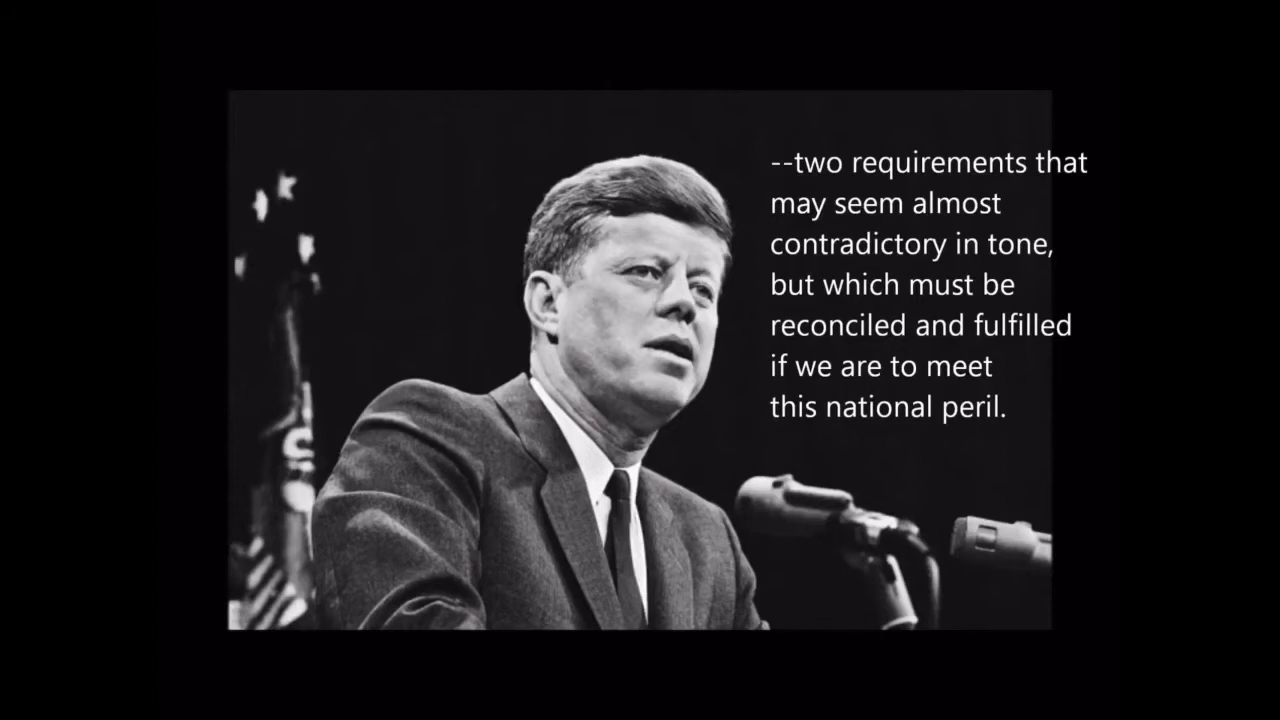 --two requirements that
may seem almost
contradictory in tone,
but which must be
reconciled and fulfilled
if we are to meet
this national peril.